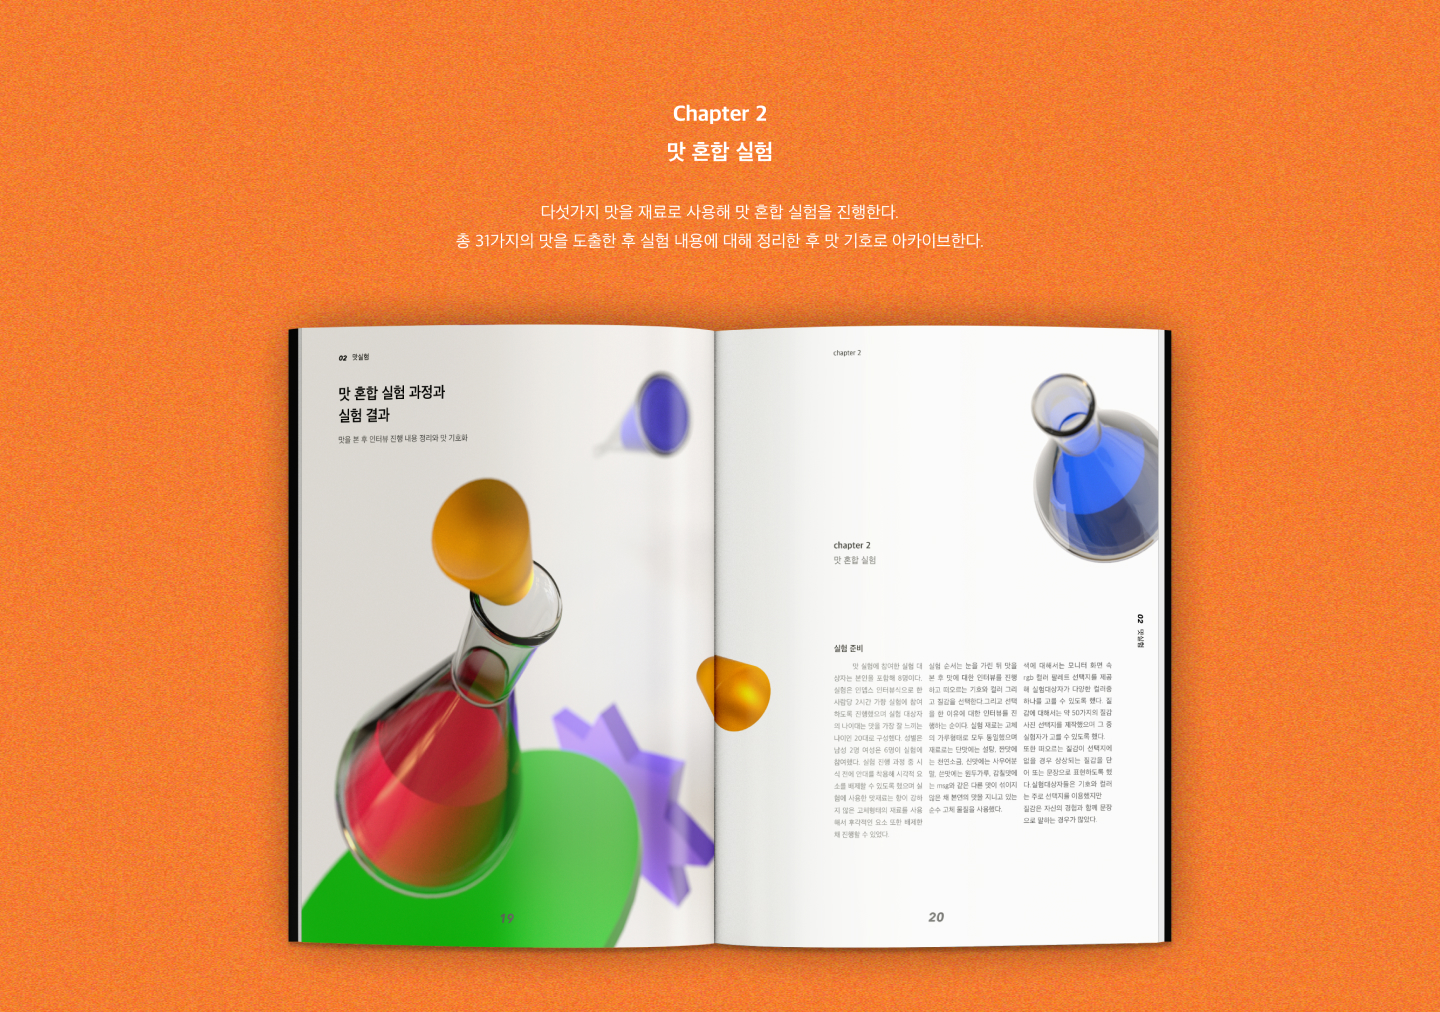 Chapter 2
맛 혼합 실험
다섯가지 맛을 재료로 사용해 맛 혼합 실험을 진행한다.
총 31가지의 맛을 도출한 후 실험 내용에 대해 정리한 후 맛 기호로 아카이브한다.
02 맛실험
맛 혼합 실험 과정과
실험 결과
맛을 본 후 인터뷰 진행 내용 정리와 맛 기호화
19
chapter 2
chapter 2
맛 혼합 실험
02 맛실험
실험 준비
맛 실험에 참여한 실험 대
상자는 본인을 포함해 8명이다.
실험은 인뎁스 인터뷰식으로 한
사람당 2시간 가량 실험에 참여
하도록 진행했으며 실험 대상자
의 나이대는 맛을 가장 잘 느끼는
나이인 20대로 구성했다. 성별은
남성 2명 여성은 6명이 실험에
참여했다. 실험 진행 과정 중 시
식 전에 안대를 착용해 시각적 요
소를 배제할 수 있도록 했으며 실
험에 사용한 맛재료는 향이 강하
지 않은 고체형태의 재료를 사용
해서 후각적인 요소 또한 배제한
채 진행할 수 있었다.
실험 순서는 눈을 가린 뒤 맛을
본 후 맛에 대한 인터뷰를 진행
하고 떠오르는 기호와 컬러 그리
고 질감을 선택한다.그리고 선택
을 한 이유에 대한 인터뷰를 진
행하는 순이다. 실험 재료는 고체
의 가루형태로 모두 통일했으며
재료로는 단맛에는 설탕, 짠맛에
는 천연소금, 신맛에는 사우어분
말, 쓴맛에는 원두가루, 감칠맛에
는 msg와 같은 다른 맛이 섞이지
않은 채 본연의 맛을 지니고 있는
순수 고체 물질을 사용했다.
색에 대해서는 모니터 화면 속
rgb 컬러 팔레트 선택지를 제공
해 실험대상자가 다양한 컬러중
하나를 고를 수 있도록 했다. 질
감에 대해서는 약 50가지의 질감
사진 선택지를 제작했으며 그 중
실험자가 고를 수 있도록 했다.
또한 떠오르는 질감이 선택지에
없을 경우 상상되는 질감을 단
어 또는 문장으로 표현하도록 했
다.실험대상자들은 기호와 컬러
는 주로 선택지를 이용했지만
질감은 자신의 경험과 함께 문장
으로 말하는 경우가 많았다.
20